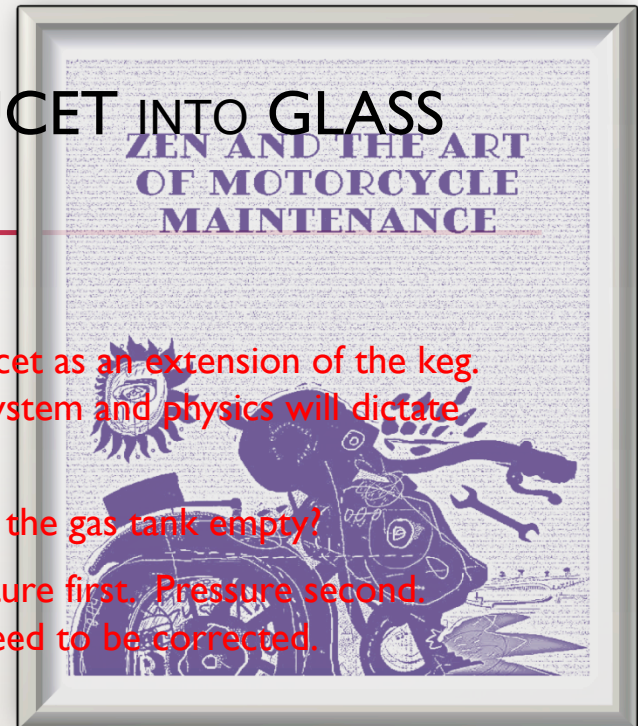 CET INTO GLASS
ZEN AND THE ART
OF MOTORCYCLE
MAINTENANCE
cet as an extension of the keg.
ystem and physics will dictate
the gas tank empty?
ure first. Pressure second.
eed to be corrected.